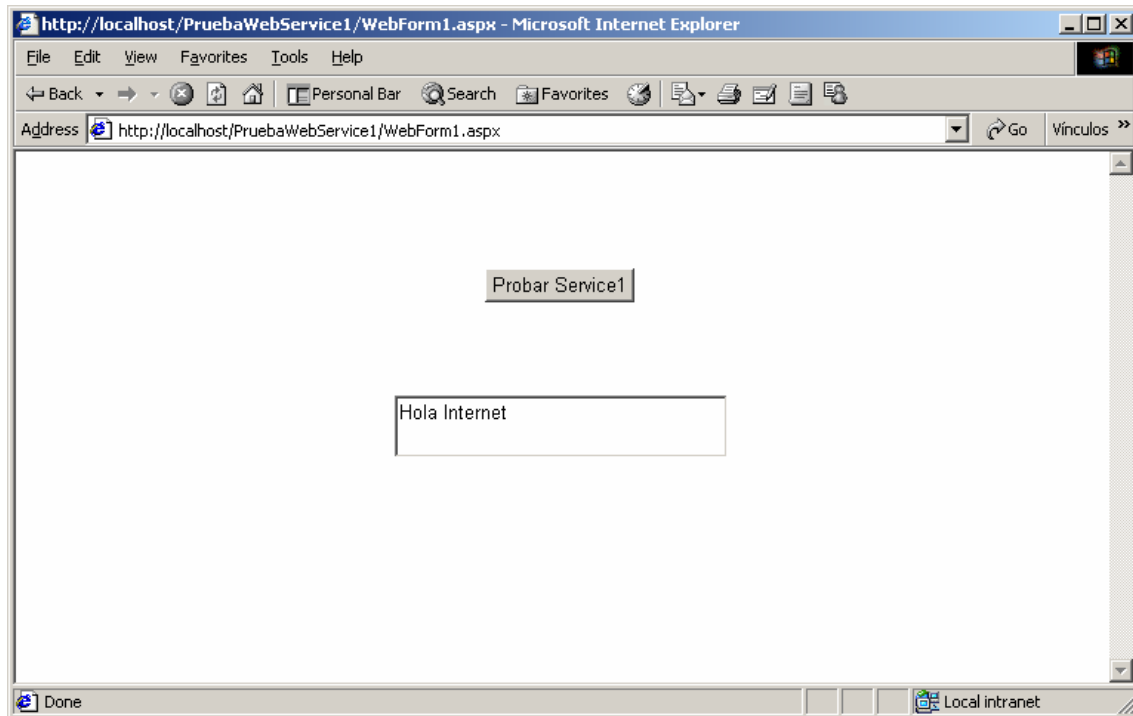 http://localhost/PruebaWebService1/WebForm1.aspx - Microsoft Internet Explorer
File Edit View Favorites Tools Help
Back Personal Bar Search Favorites
Address http://localhost/PruebaWebService1/WebForm1.aspx Go Vínculos »
Probar Service1
Hola Internet
Done Local intranet